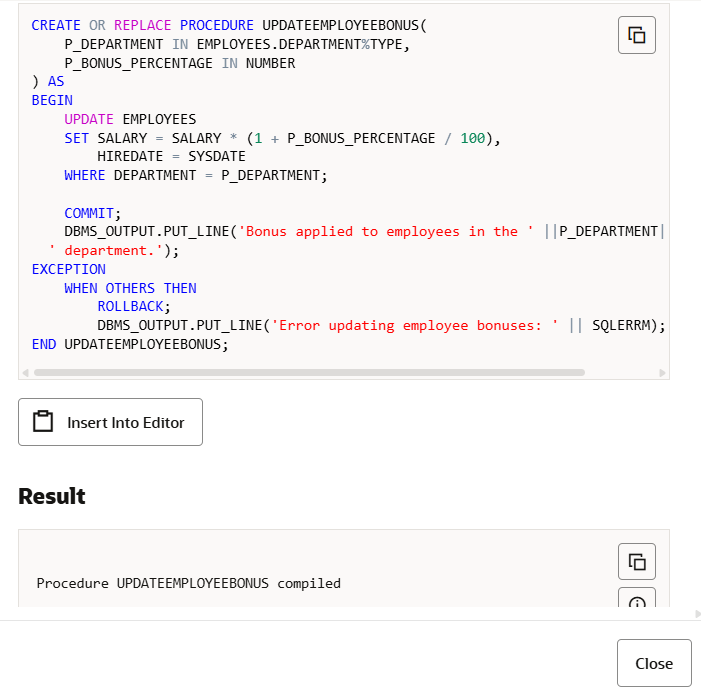 CREATE OR REPLACE PROCEDURE UPDATEEMPLOYEEBONUS(
    P_DEPARTMENT IN EMPLOYEES.DEPARTMENT%TYPE,
    P_BONUS_PERCENTAGE IN NUMBER
) AS
BEGIN
    UPDATE EMPLOYEES
    SET SALARY = SALARY * (1 + P_BONUS_PERCENTAGE / 100),
        HIREDATE = SYSDATE
    WHERE DEPARTMENT = P_DEPARTMENT;
    COMMIT;
    DBMS_OUTPUT.PUT_LINE('Bonus applied to employees in the ' ||P_DEPARTMENT|
  ' department.');
EXCEPTION
    WHEN OTHERS THEN
        ROLLBACK;
        DBMS_OUTPUT.PUT_LINE('Error updating employee bonuses: ' || SQLERRM);
END UPDATEEMPLOYEEBONUS;
Insert Into Editor
Result
Procedure UPDATEEMPLOYEEBONUS compiled
Close